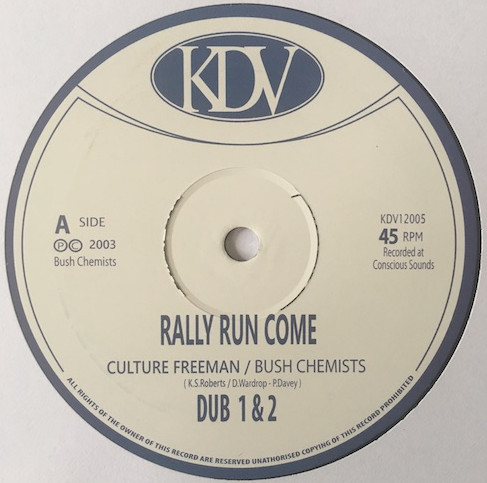 KDV
A SIDE
℗© 2003
Bush Chemists
KDV12005
45 RPM
Recorded at
Conscious Sounds
RALLY RUN COME
CULTURE FREEMAN / BUSH CHEMISTS
( K.S.Roberts / D.Wardrop - P.Davey )
DUB 1 & 2
ALL RIGHTS OF THE OWNER OF THIS RECORD ARE RESERVED UNATHORISED COPYING OF THIS RECORD PROHIBITED